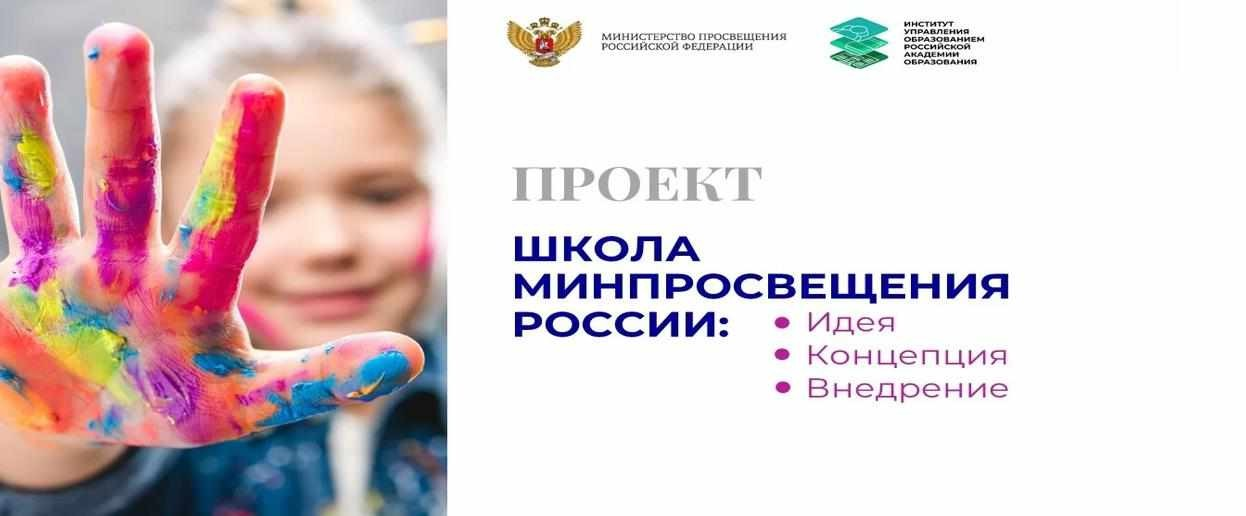 МИНИСТЕРСТВО ПРОСВЕЩЕНИЯ
РОССИЙСКОЙ ФЕДЕРАЦИИ
ИНСТИТУТ
УПРАВЛЕНИЯ
ОБРАЗОВАНИЕМ
РОССИЙСКОЙ
АКАДЕМИИ
ОБРАЗОВАНИЯ
ПРОЕКТ
ШКОЛА
МИНПРОСВЕЩЕНИЯ
РОССИИ:
• Идея
• Концепция
• Внедрение